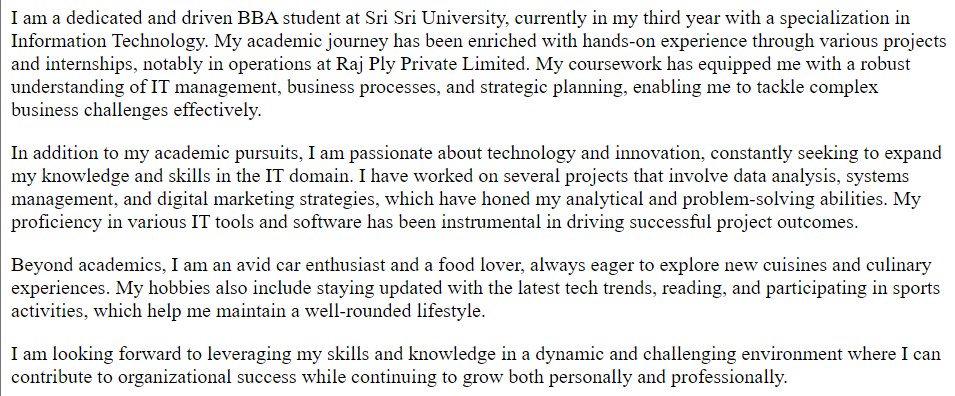 I am a dedicated and driven BBA student at Sri Sri University, currently in my third year with a specialization in
Information Technology. My academic journey has been enriched with hands-on experience through various projects
and internships, notably in operations at Raj Ply Private Limited. My coursework has equipped me with a robust
understanding of IT management, business processes, and strategic planning, enabling me to tackle complex
business challenges effectively.
In addition to my academic pursuits, I am passionate about technology and innovation, constantly seeking to expand
my knowledge and skills in the IT domain. I have worked on several projects that involve data analysis, systems
management, and digital marketing strategies, which have honed my analytical and problem-solving abilities. My
proficiency in various IT tools and software has been instrumental in driving successful project outcomes.
Beyond academics, I am an avid car enthusiast and a food lover, always eager to explore new cuisines and culinary
experiences. My hobbies also include staying updated with the latest tech trends, reading, and participating in sports
activities, which help me maintain a well-rounded lifestyle.
I am looking forward to leveraging my skills and knowledge in a dynamic and challenging environment where I can
contribute to organizational success while continuing to grow both personally and professionally.